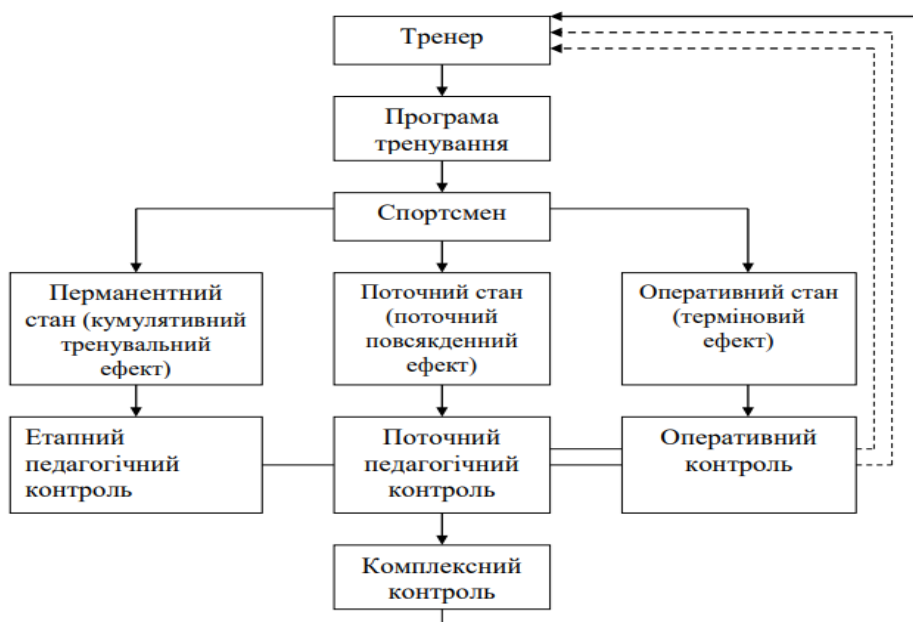 Тренер
Програма
тренування
Спортсмен
Перманентний
стан (кумулятивний
тренувальний
ефект)
Поточний стан
(поточний
повсякденний
ефект)
Оперативний стан
(терміновий
ефект)
Етапний
педагогічний
контроль
Поточний
педагогічний
контроль
Оперативний
контроль
Комплексний
контроль